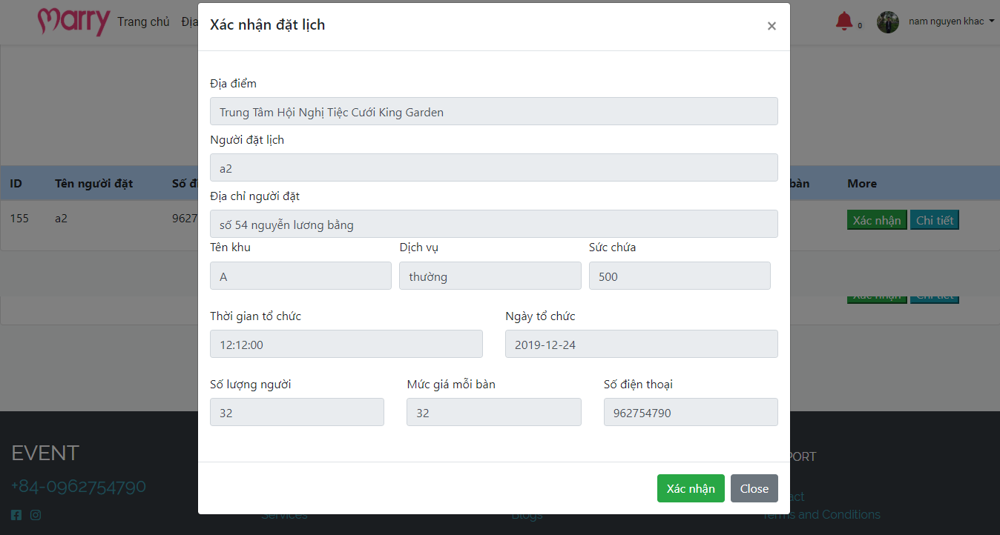 marry Trang chủ Địa 0 nam nguyen khac
Xác nhận đặt lịch ×
Địa điểm
Trung Tâm Hội Nghị Tiệc Cưới King Garden
Người đặt lịch
a2
ID Tên người đặt Số đi bàn More
Địa chỉ người đặt
155 a2 9627 Xác nhận Chi tiết
số 54 nguyễn lương bằng
Tên khu Dịch vụ Sức chứa
A thường 500
Xác nhận Chi tiết
Thời gian tổ chức Ngày tổ chức
12:12:00 2019-12-24
Số lượng người Mức giá mỗi bàn Số điện thoại
32 32 962754790
EVENT PORT
+84-0962754790
Xác nhận Close
act
Services Blogs Terms and Conditions